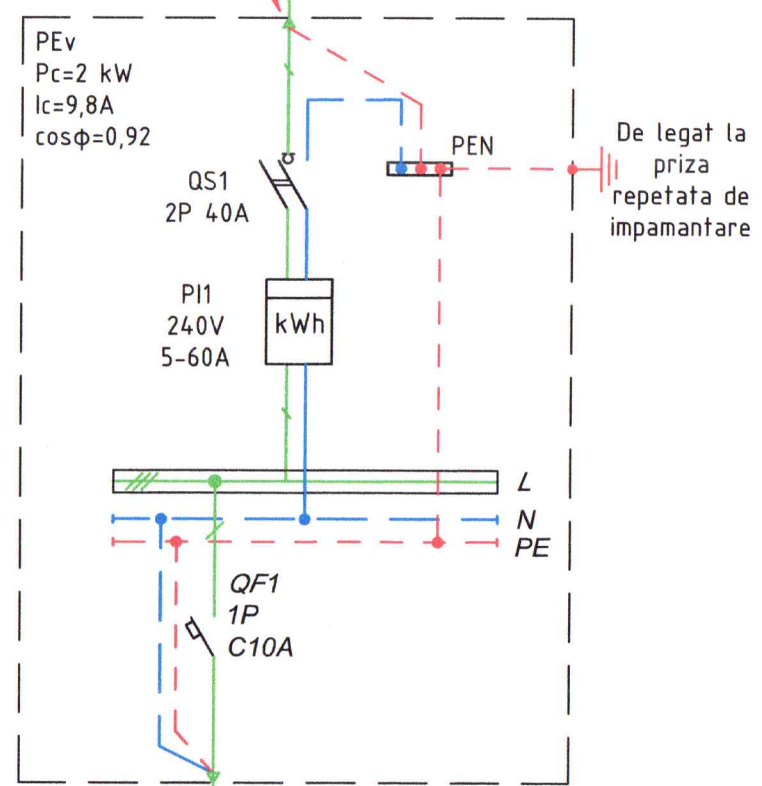 PEv
Pc=2 kW
Ic=9,8A
cosϕ=0,92
PEN
De legat la
priza
repetata de
impamantare
QS1
2P 40A
PI1
240V
5-60A
kWh
L
N
PE
QF1
1P
C10A